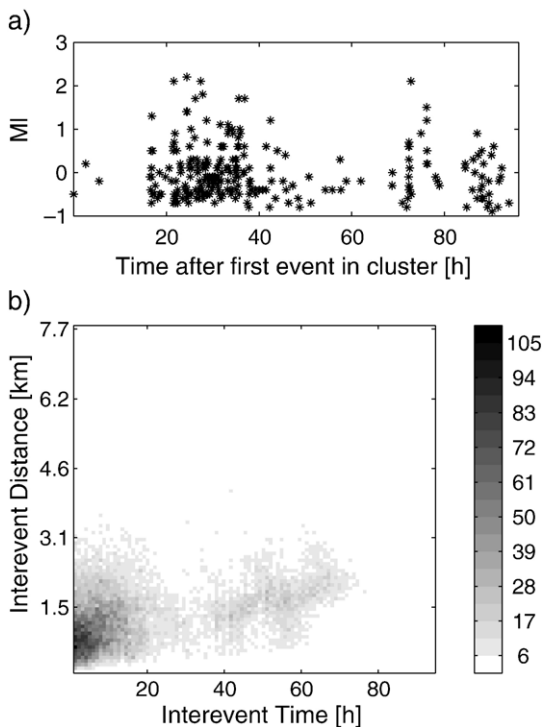 a)
3
2
1
0
−1
Ml
20 40 60 80
Time after first event in cluster [h]
b)
7.7
6.2
4.6
3.1
1.5
Interevent Distance [km]
20 40 60 80
Interevent Time [h]
105
94
83
72
61
50
39
28
17
6